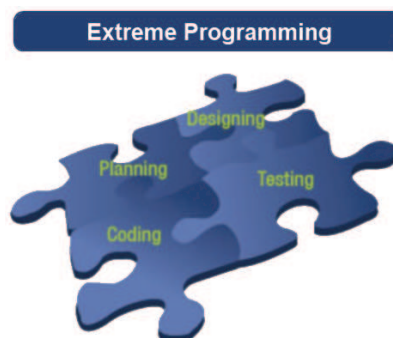 Extreme Programming
Designing
Planning
Testing
Coding